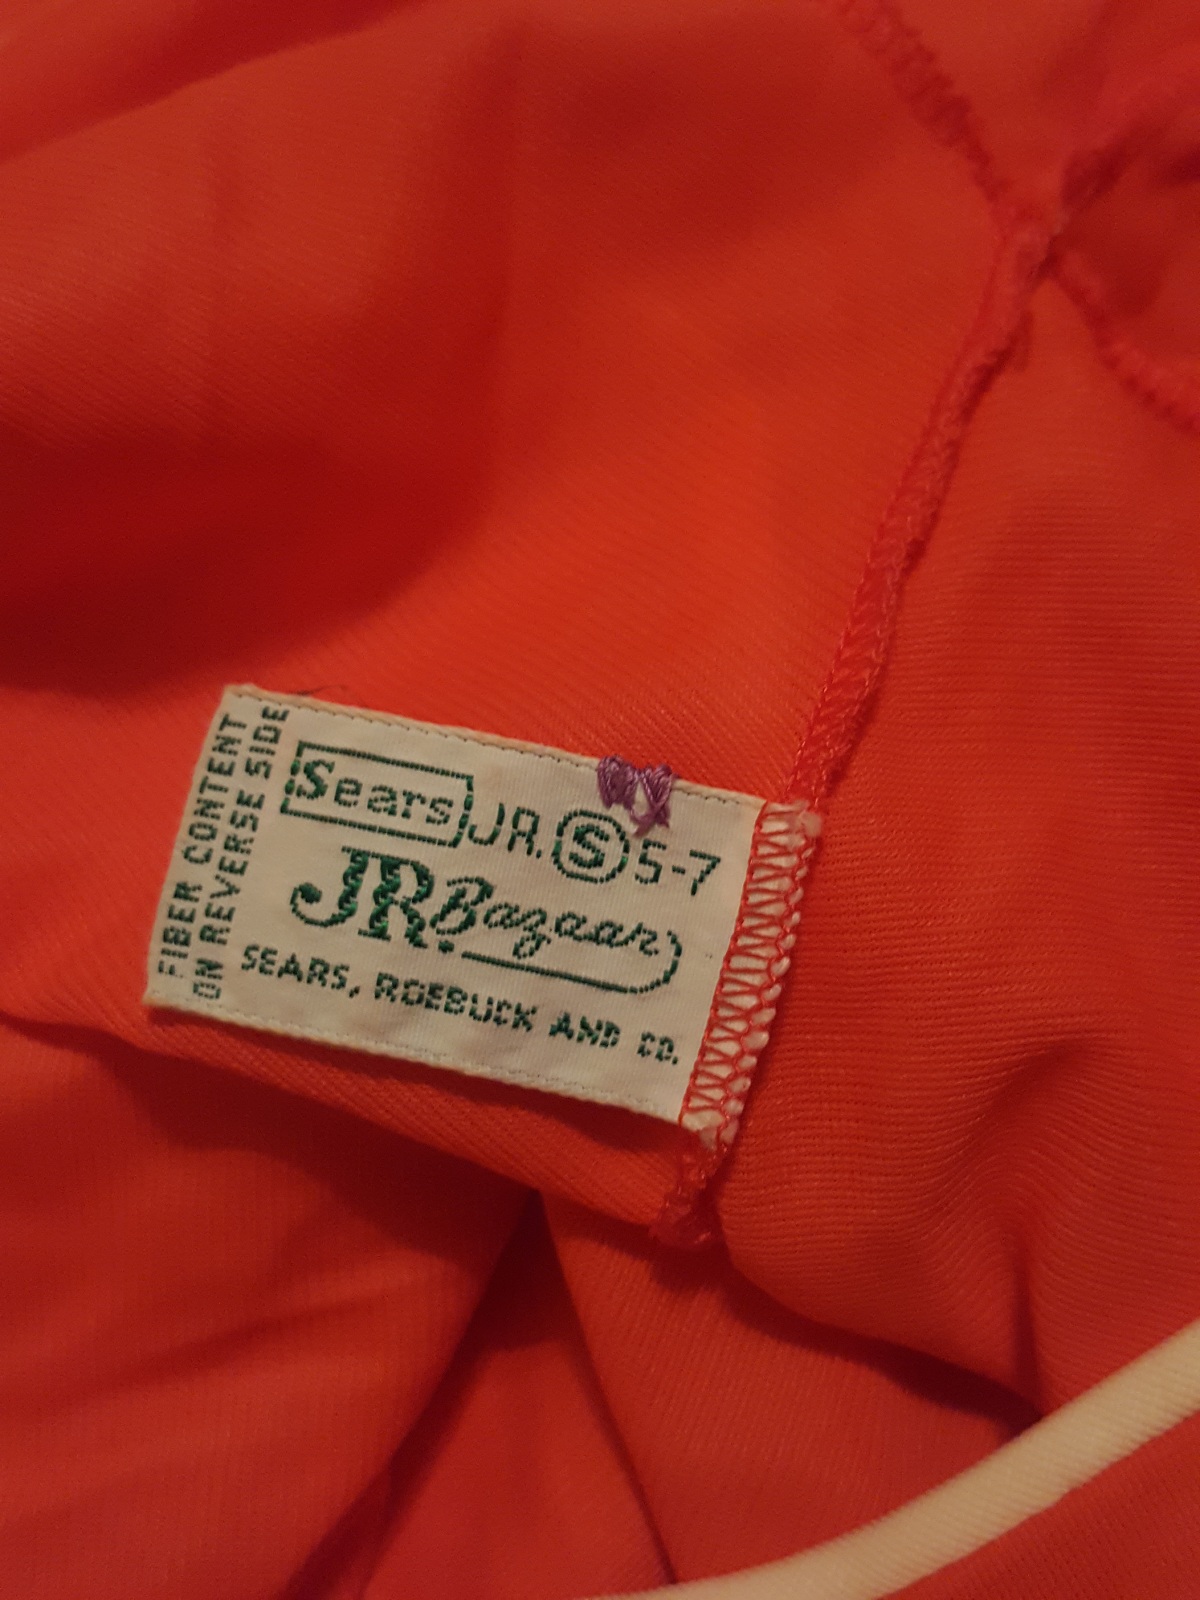 FIBER CONTENT
ON REVERSE SIDE
Sears JR. S 5-7
JR. Bazaar
SEARS, ROEBUCK AND CO.